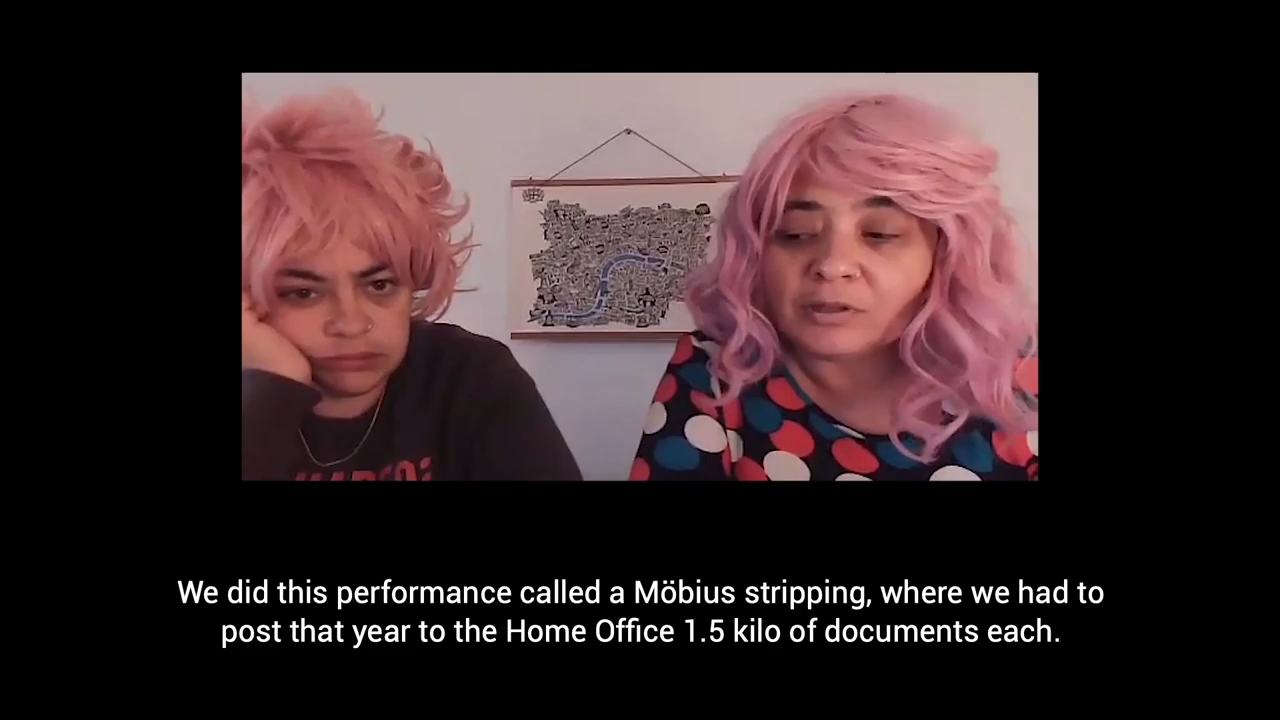 We did this performance called a Möbius stripping, where we had to
post that year to the Home Office 1.5 kilo of documents each.